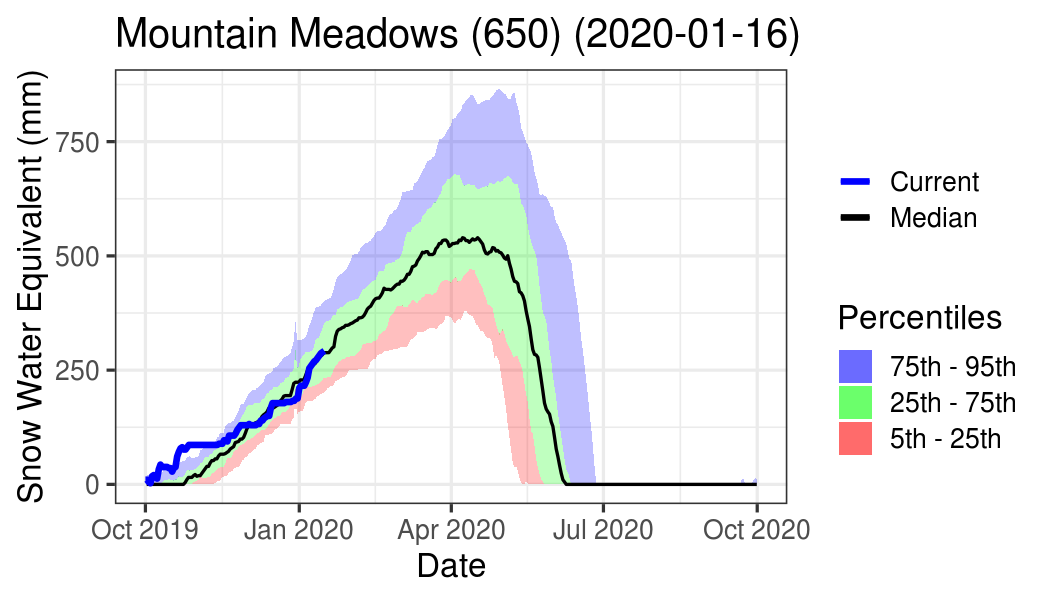 Mountain Meadows (650) (2020-01-16)
Snow Water Equivalent (mm)
750
500
250
0
Oct 2019
Jan 2020
Apr 2020
Jul 2020
Oct 2020
Date
Current
Median
Percentiles
75th - 95th
25th - 75th
5th - 25th